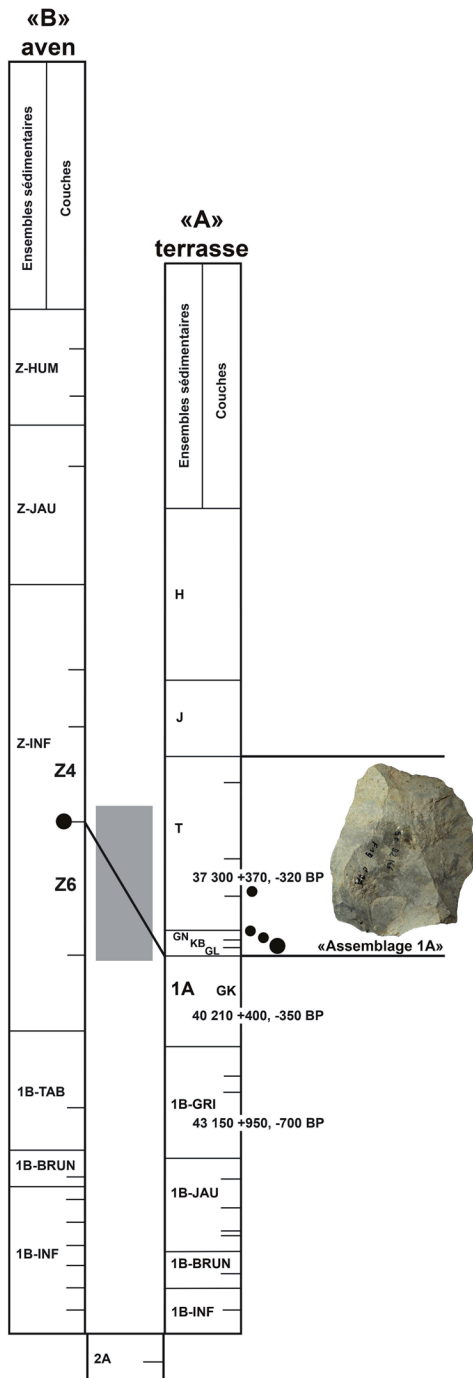 «B»
aven
Ensembles sédimentaires
Couches
Z-HUM
Z-JAU
Z-INF
Z4
Z6
1B-TAB
1B-BRUN
1B-INF
«A»
terrasse
Ensembles sédimentaires
Couches
H
J
T
37 300 +370, -320 BP
GN
KB
GL
1A GK
40 210 +400, -350 BP
1B-GRI
43 150 +950, -700 BP
1B-JAU
1B-BRUN
1B-INF
2A
«Assemblage 1A»